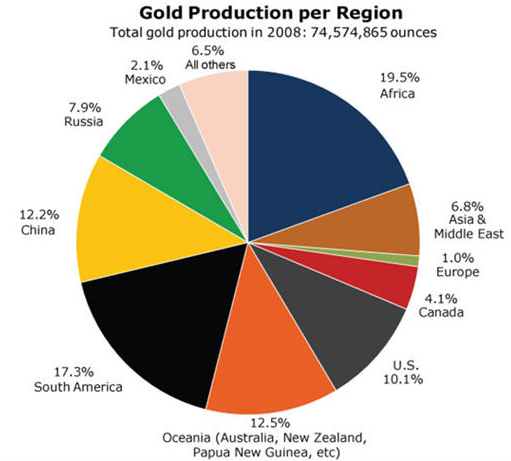 Gold Production per Region
Total gold production in 2008: 74,574,865 ounces
6.5%
All others
2.1%
Mexico
7.9%
Russia
12.2%
China
17.3%
South America
12.5%
Oceania (Australia, New Zealand,
Papua New Guinea, etc)
U.S.
10.1%
4.1%
Canada
1.0%
Europe
6.8%
Asia &
Middle East
19.5%
Africa